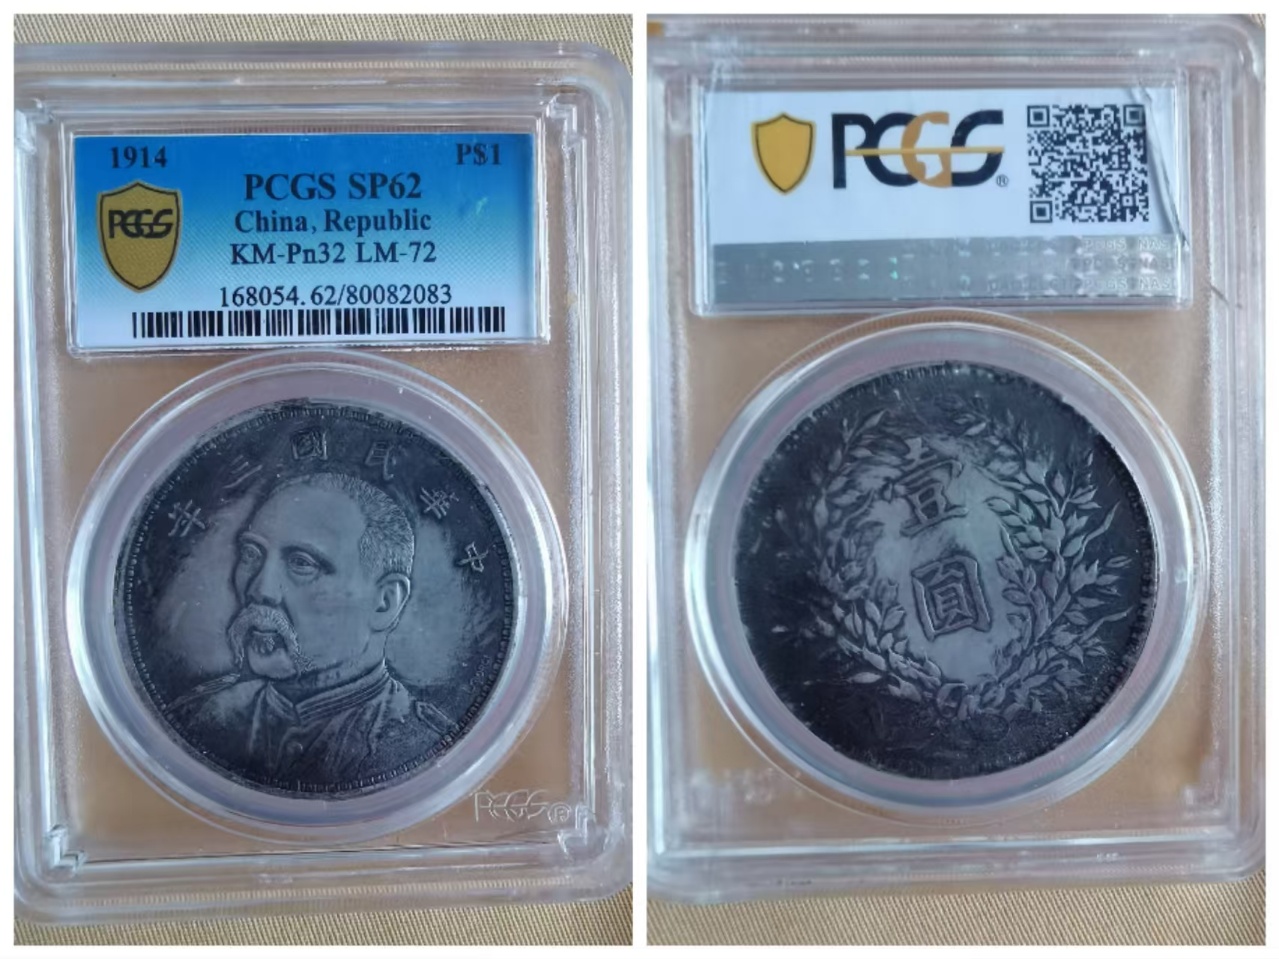 1914 P$1
PCGS SP62
PCGS
China, Republic
KM-Pn32 LM-72
168054.62/80082083
年三國民華中
PCGS
PCGS®
壹
圓